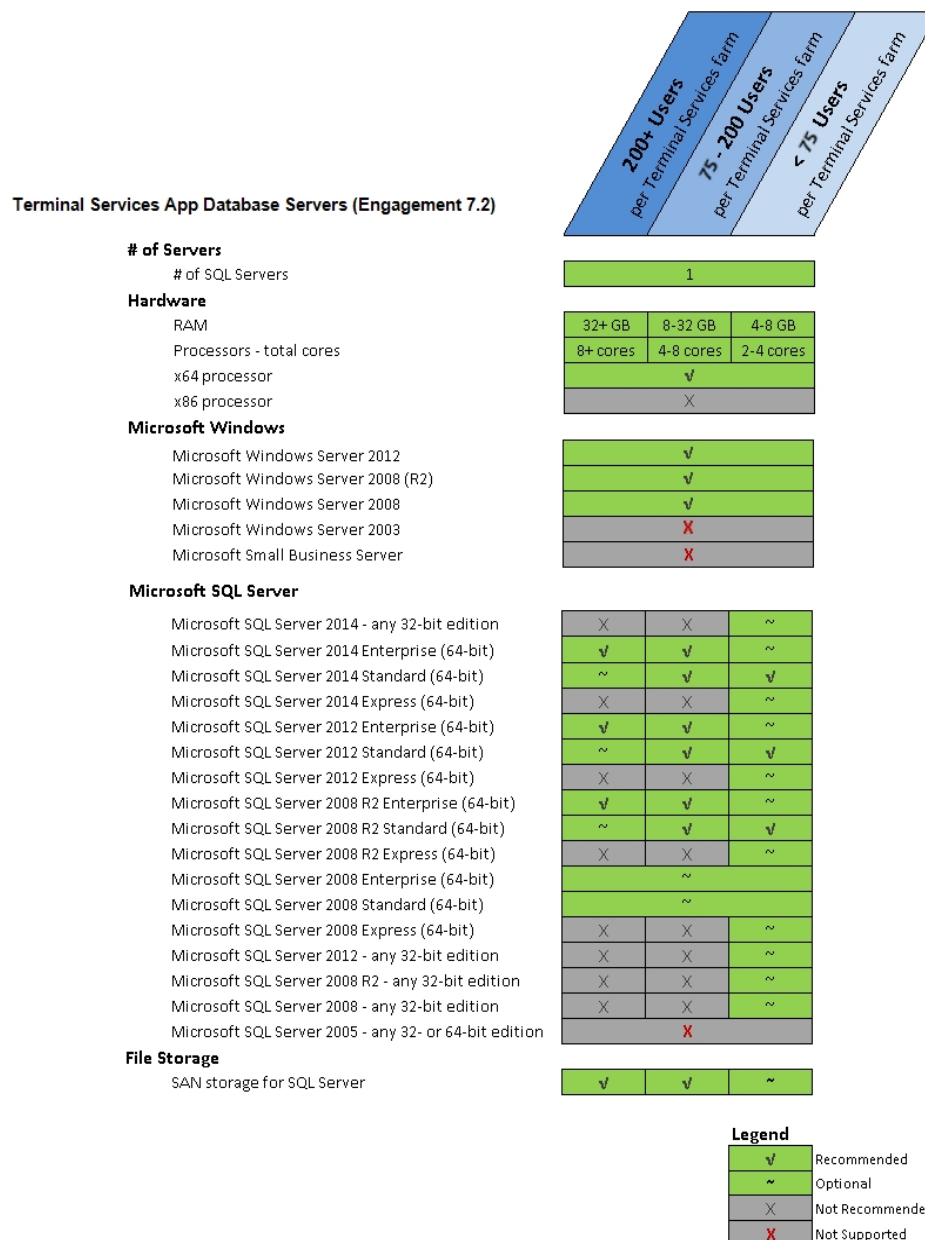 200+ Users
per Terminal Services farm
75 - 200 Users
per Terminal Services farm
< 75 Users
per Terminal Services farm
Terminal Services App Database Servers (Engagement 7.2)
# of Servers
# of SQL Servers 1
Hardware
RAM 32+ GB 8-32 GB 4-8 GB
Processors - total cores 8+ cores 4-8 cores 2-4 cores
x64 processor √
x86 processor X
Microsoft Windows
Microsoft Windows Server 2012 √
Microsoft Windows Server 2008 (R2) √
Microsoft Windows Server 2008 √
Microsoft Windows Server 2003 X
Microsoft Small Business Server X
Microsoft SQL Server
Microsoft SQL Server 2014 - any 32-bit edition X X ~
Microsoft SQL Server 2014 Enterprise (64-bit) √ √ ~
Microsoft SQL Server 2014 Standard (64-bit) ~ √ √
Microsoft SQL Server 2014 Express (64-bit) X X ~
Microsoft SQL Server 2012 Enterprise (64-bit) √ √ ~
Microsoft SQL Server 2012 Standard (64-bit) ~ √ √
Microsoft SQL Server 2012 Express (64-bit) X X ~
Microsoft SQL Server 2008 R2 Enterprise (64-bit) √ √ ~
Microsoft SQL Server 2008 R2 Standard (64-bit) ~ √ √
Microsoft SQL Server 2008 R2 Express (64-bit) X X ~
Microsoft SQL Server 2008 Enterprise (64-bit) ~
Microsoft SQL Server 2008 Standard (64-bit) ~
Microsoft SQL Server 2008 Express (64-bit) X X ~
Microsoft SQL Server 2012 - any 32-bit edition X X ~
Microsoft SQL Server 2008 R2 - any 32-bit edition X X ~
Microsoft SQL Server 2008 - any 32-bit edition X X ~
Microsoft SQL Server 2005 - any 32- or 64-bit edition X
File Storage
SAN storage for SQL Server √ √ ~
Legend
√ Recommended
~ Optional
X Not Recommende
X Not Supported